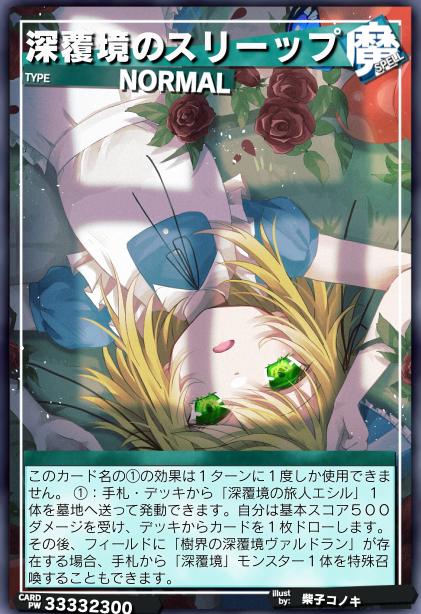 深覆境のスリーップ
魔
SPELL
TYPE
NORMAL
このカード名の①の効果は１ターンに１度しか使用できま
せん。 ①：手札・デッキから「深覆境の旅人エシル」１
体を墓地へ送って発動できます。自分は基本スコア５００
ダメージを受け、デッキからカードを１枚ドローします。
その後、フィールドに「樹界の深覆境ヴァルドラン」が存
在する場合、手札から「深覆境」モンスター１体を特殊召
喚することもできます。
CARD
PW 33332300
illust
by: 柴子コノキ